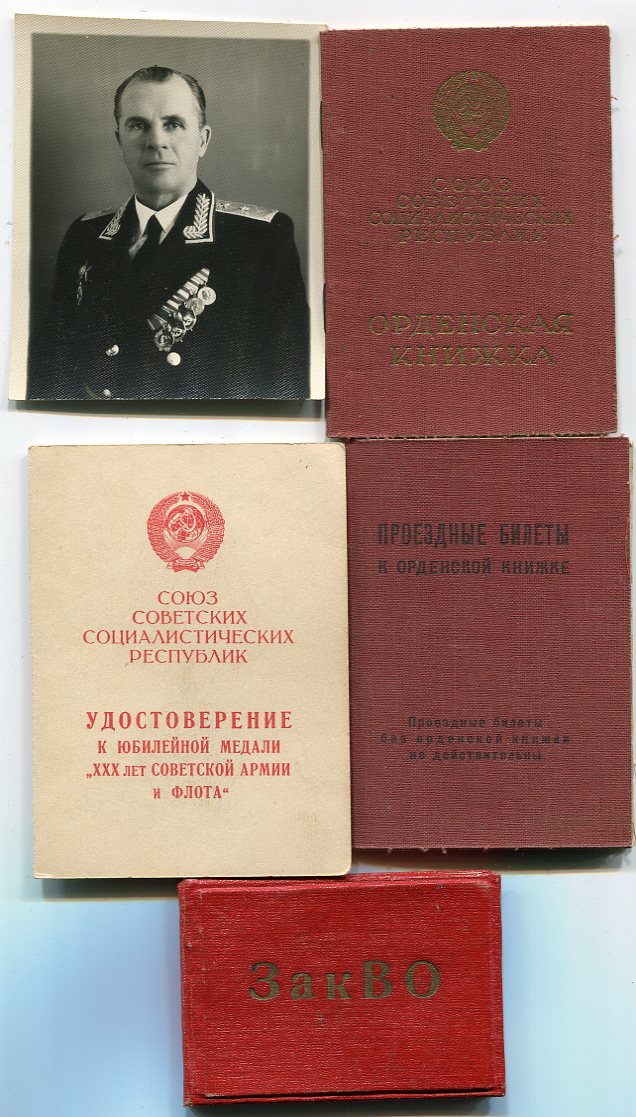 СОЮЗ
СОВЕТСКИХ
СОЦИАЛИСТИЧЕСКИХ
РЕСПУБЛИК
ОРДЕНСКАЯ
КНИЖКА
СОЮЗ
СОВЕТСКИХ
СОЦИАЛИСТИЧЕСКИХ
РЕСПУБЛИК
УДОСТОВЕРЕНИЕ
К ЮБИЛЕЙНОЙ МЕДАЛИ
„XXX ЛЕТ СОВЕТСКОЙ АРМИИ
И ФЛОТА“
ПРОЕЗДНЫЕ БИЛЕТЫ
К ОРДЕНСКОЙ КНИЖКЕ
Проездные билеты
без орденской книжки
не действительны
ЗакВО